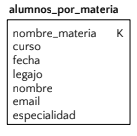 alumnos_por_materia
nombre_materia K
curso
fecha
legajo
nombre
email
especialidad